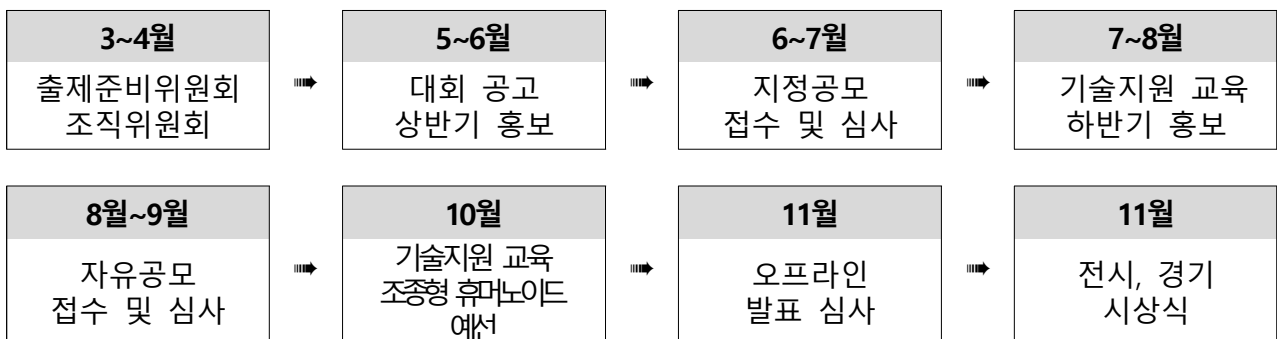 3~4월
출제준비위원회
조직위원회
5~6월
대회 공고
상반기 홍보
6~7월
지정공모
접수 및 심사
7~8월
기술지원 교육
하반기 홍보
8월~9월
자유공모
접수 및 심사
10월
기술지원 교육
조종형 휴머노이드
예선
11월
오프라인
발표 심사
11월
전시, 경기
시상식